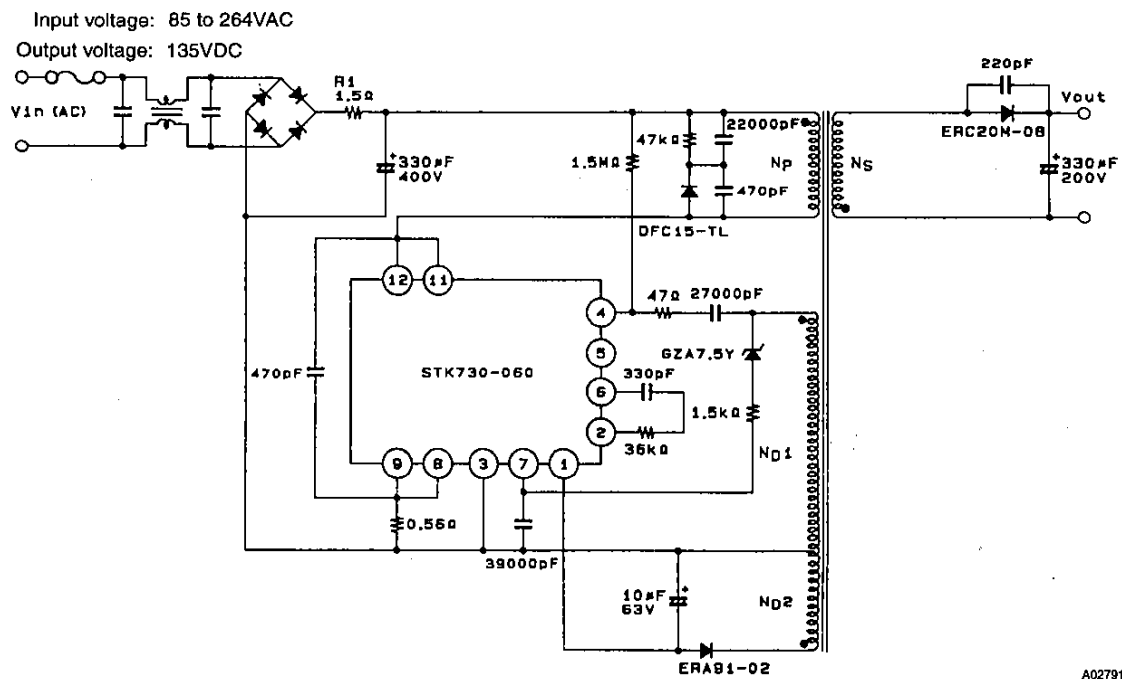 Input voltage: 85 to 264VAC
Output voltage: 135VDC
Vin (AC)
R1
1.5Ω
330μF
400V
1.5MΩ
47kΩ
22000pF
470pF
DFC15-TL
NP
NS
220pF
ERC20M-08
Vout
330μF
200V
12
11
4
5
6
2
9
8
3
7
1
STK730-060
470pF
47Ω
27000pF
GZA7.5Y
330pF
1.5kΩ
36kΩ
ND1
0.56Ω
39000pF
10μF
63V
ND2
ERA91-02
A02791